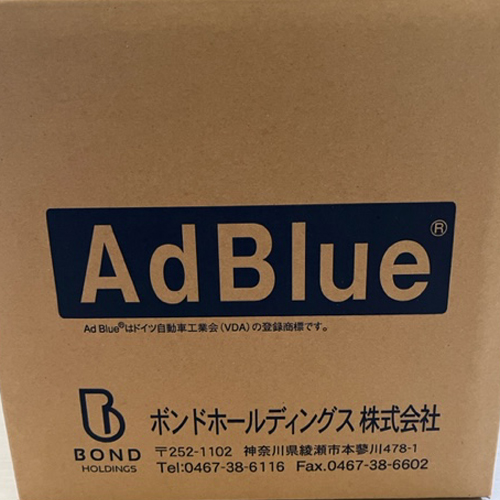 AdBlue®
Ad Blue®はドイツ自動車工業会(VDA)の登録商標です。
BOND
HOLDINGS
ボンドホールディングス 株式会社
〒252-1102 神奈川県綾瀬市本蓼川478-1
Tel:0467-38-6116 Fax.0467-38-6602